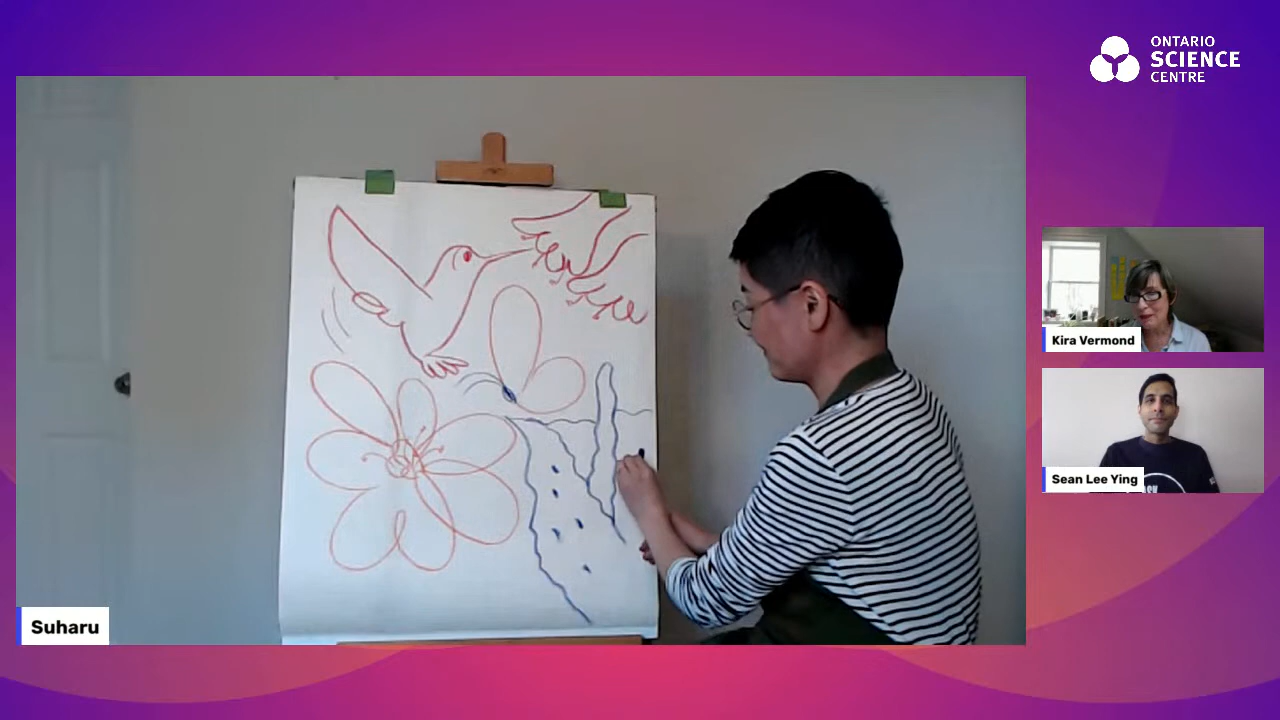 ONTARIO
SCIENCE
CENTRE
Kira Vermond
Sean Lee Ying
Suharu